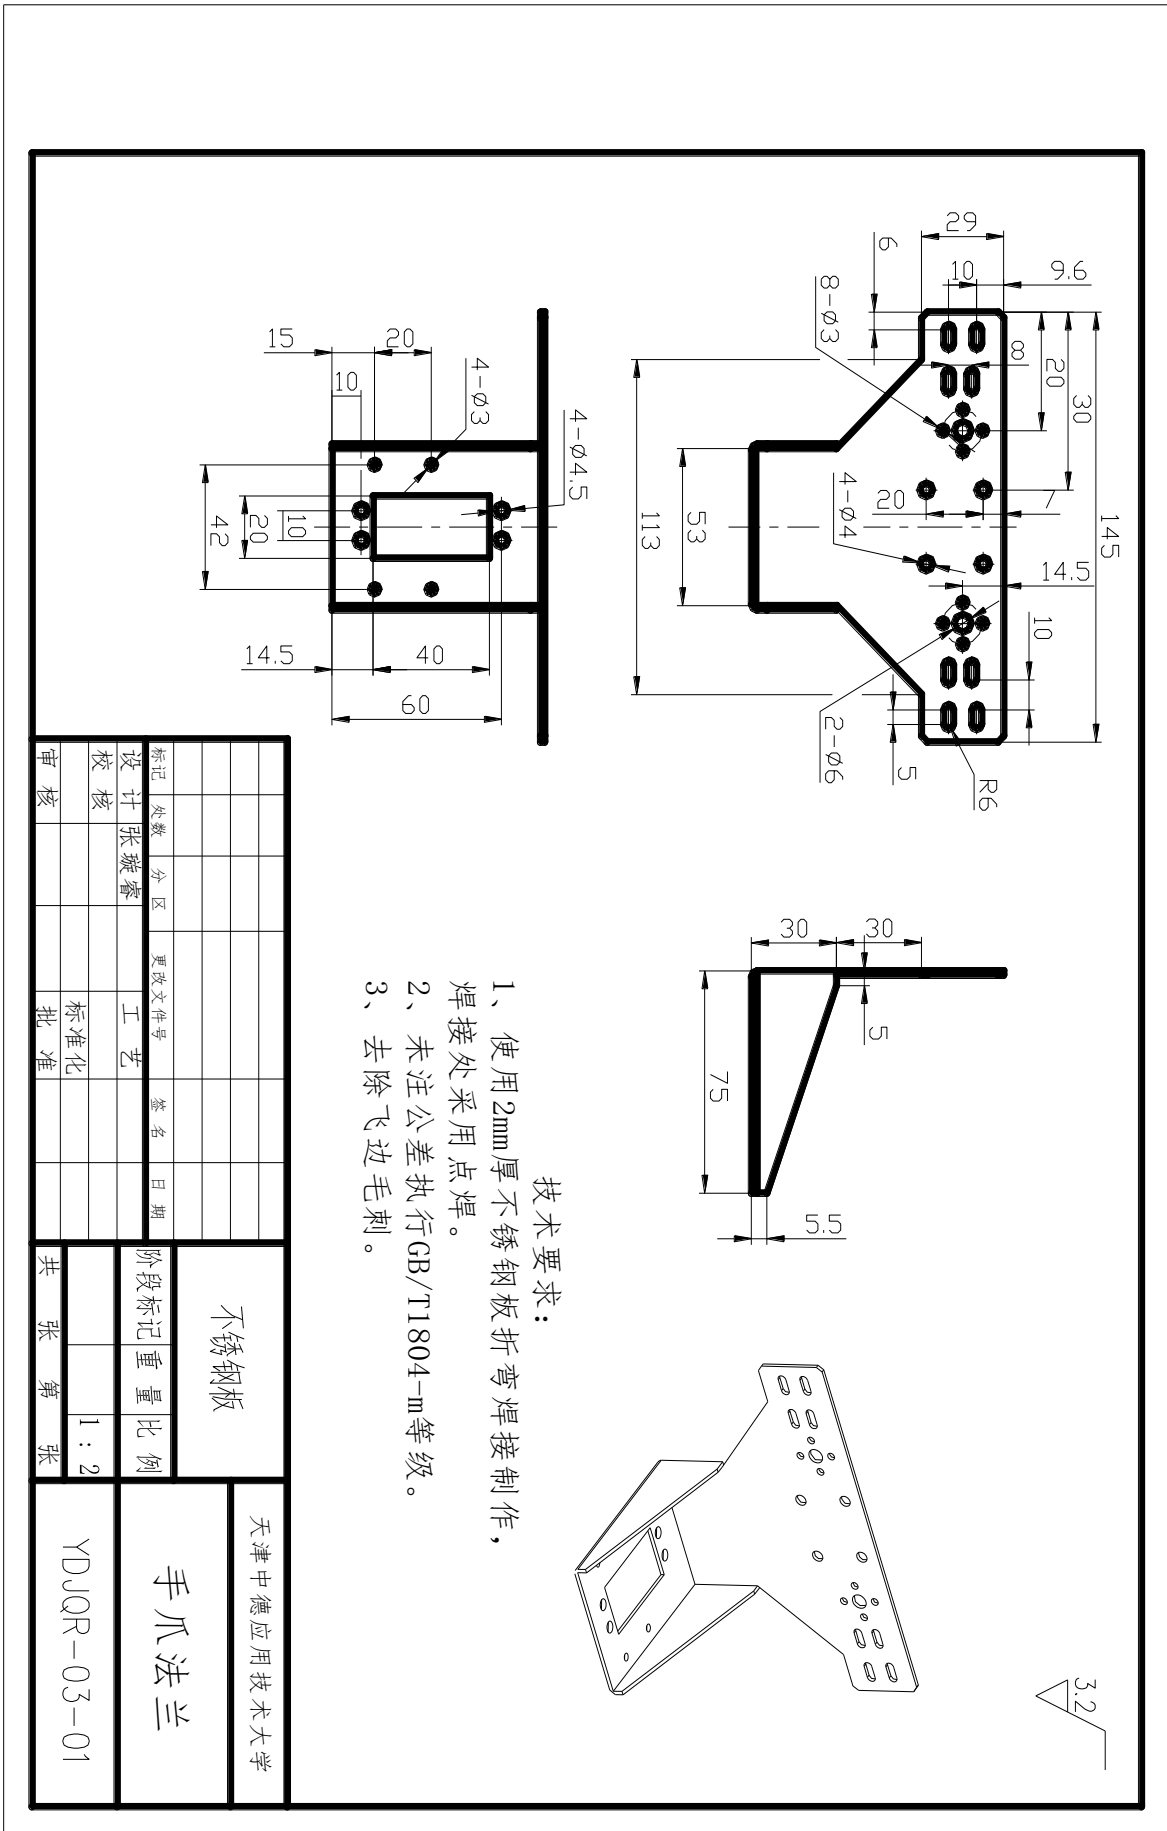 145
30
20
9.6
10
29
6
8
8-ø3
7
20
4-ø4
14.5
10
2-ø6
5
R6
53
113
15
20
10
4-ø3
4-ø4.5
42
20
10
14.5
40
60
30
30
5
75
5.5
3.2
技术要求：
1、使用2mm厚不锈钢板折弯焊接制作，
焊接处采用点焊。
2、未注公差执行GB/T1804-m等级。
3、去除飞边毛刺。
标记 处数 分区 更改文件号 签名 日期
设计 张璇睿 工艺
校核 标准化
审核 批准
不锈钢板
阶段标记 重量 比例
1：2
共 张 第 张
天津中德应用技术大学
手爪法兰
YDJQR-03-01